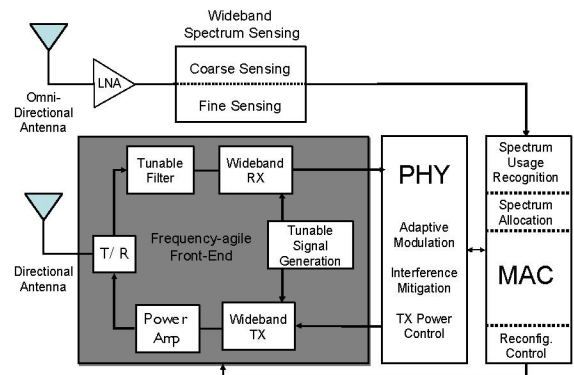 Wideband
Spectrum Sensing
LNA
Coarse Sensing
Fine Sensing
Omni-
Directional
Antenna
Tunable
Filter
Wideband
RX
PHY
Spectrum
Usage
Recognition
Spectrum
Allocation
T/ R
Frequency-agile
Front-End
Tunable
Signal
Generation
Adaptive
Modulation
Interference
Mitigation
TX Power
Control
MAC
Directional
Antenna
Power
Amp
Wideband
TX
Reconfig.
Control